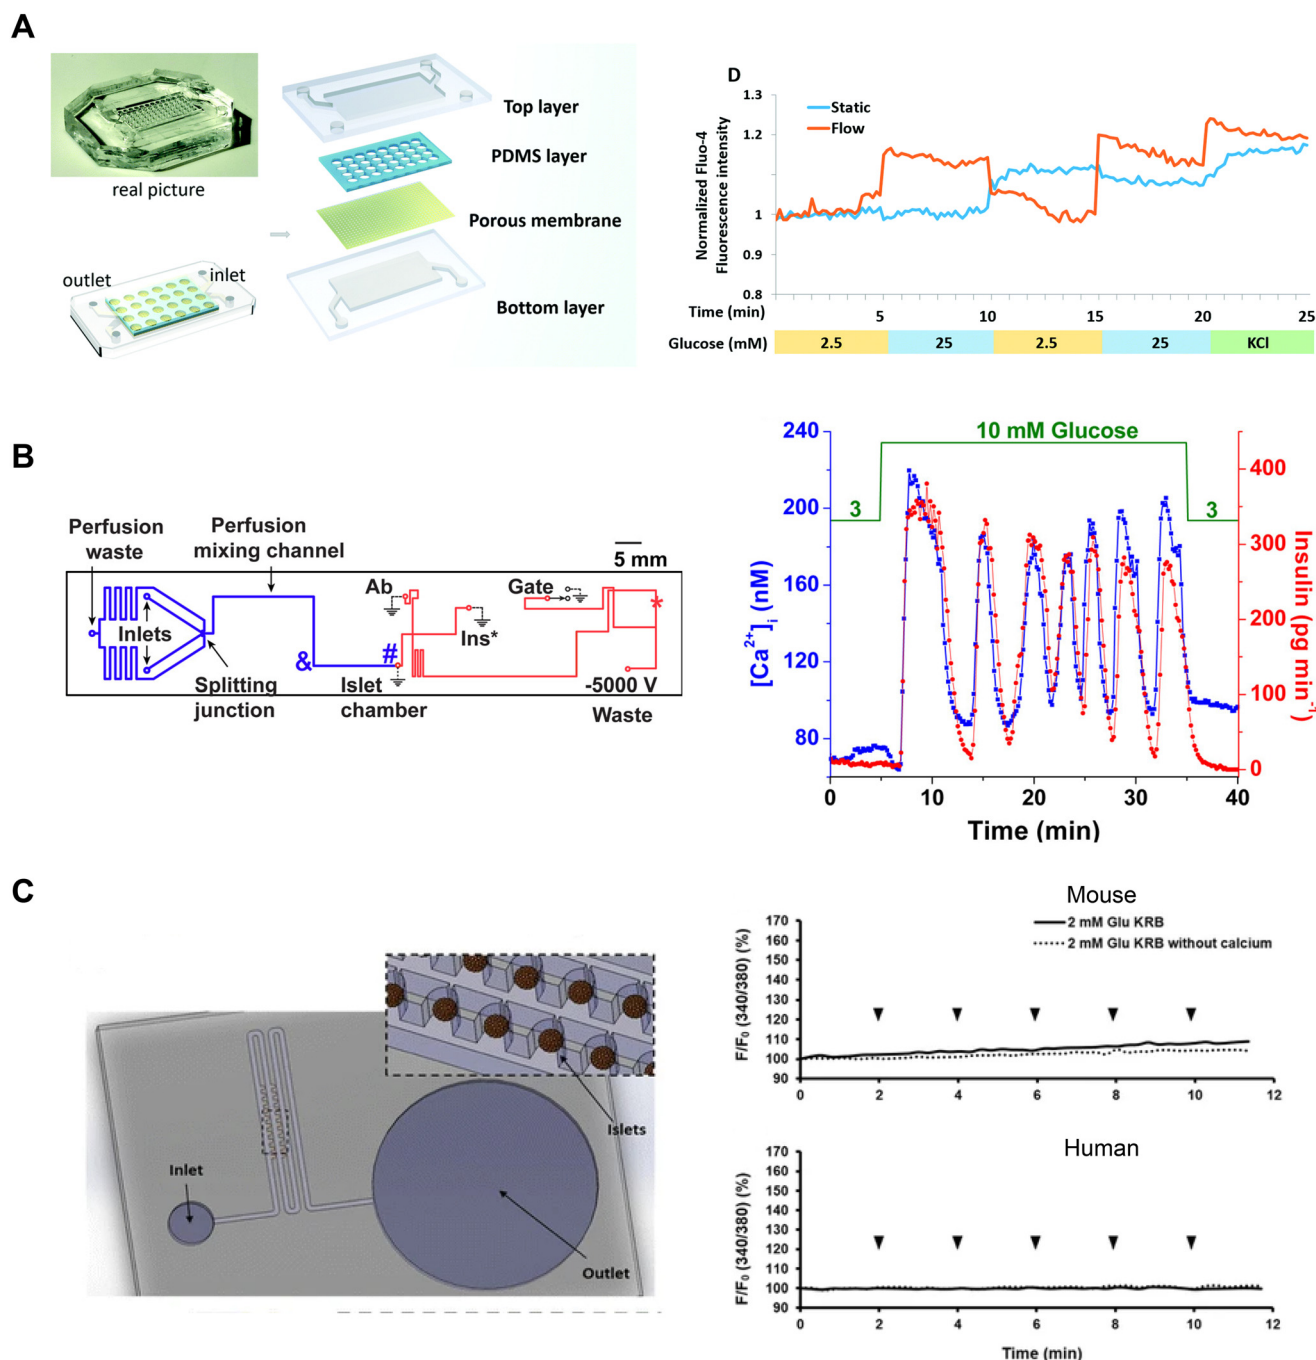 A
real picture
outlet
inlet
Top layer
PDMS layer
Porous membrane
Bottom layer
D
Static
Flow
Normalized Fluo-4
Fluorescence intensity
1.3
1.2
1.1
1
0.9
0.8
Time (min)
5
10
15
20
25
Glucose (mM)
2.5
25
2.5
25
KCl
B
Perfusion
waste
Perfusion
mixing channel
5 mm
Inlets
Splitting
junction
&
#
Islet
chamber
Ab
Ins*
Gate
*
-5000 V
Waste
10 mM Glucose
3
3
[Ca²⁺]ᵢ (nM)
240
200
160
120
80
Insulin (pg min⁻¹)
400
300
200
100
0
0
10
20
30
40
Time (min)
C
Inlet
Islets
Outlet
Mouse
2 mM Glu KRB
2 mM Glu KRB without calcium
F/F₀ (340/380) (%)
170
160
150
140
130
120
110
100
90
0
2
4
6
8
10
12
Human
F/F₀ (340/380) (%)
170
160
150
140
130
120
110
100
90
0
2
4
6
8
10
12
Time (min)